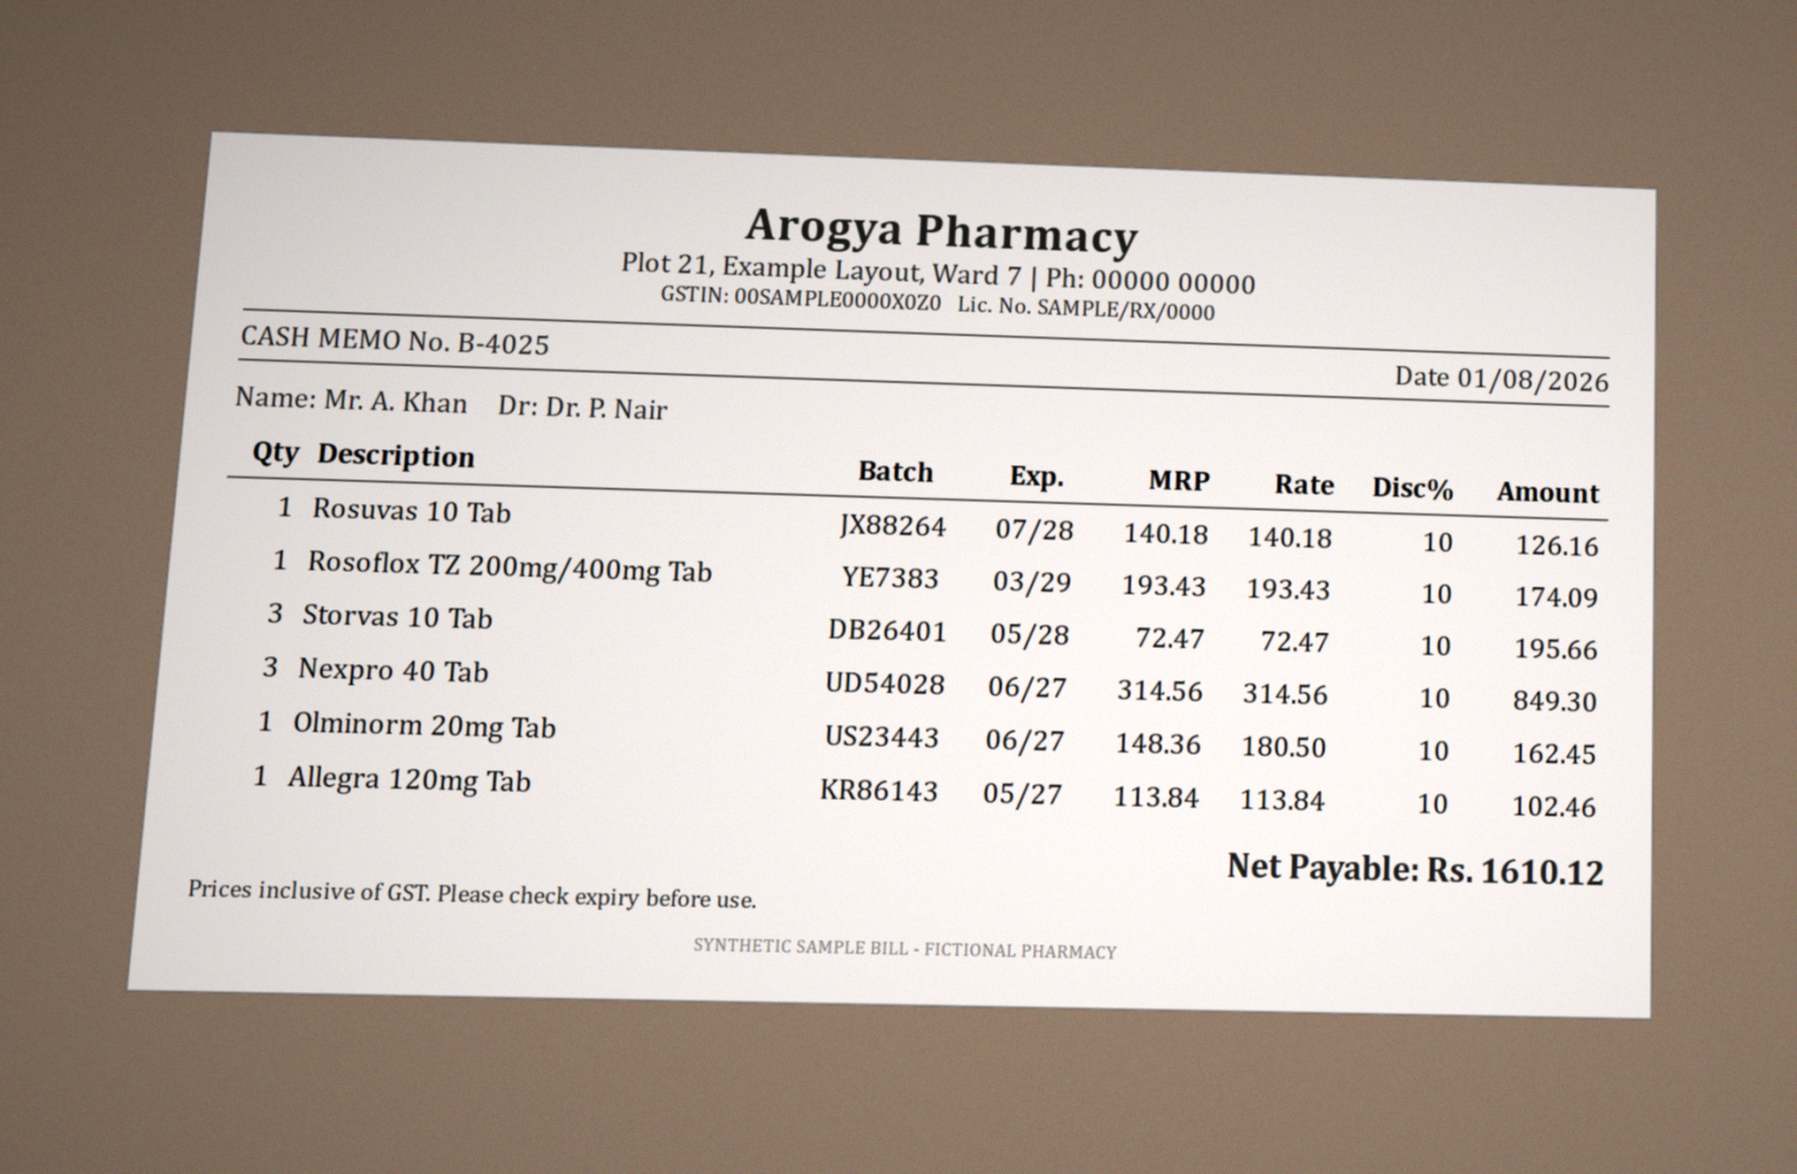 Arogya Pharmacy
Plot 21, Example Layout, Ward 7 | Ph: 00000 00000
GSTIN: 00SAMPLE0000X0Z0 Lic. No. SAMPLE/RX/0000
CASH MEMO No. B-4025 Date 01/08/2026
Name: Mr. A. Khan Dr: Dr. P. Nair
Qty Description Batch Exp. MRP Rate Disc% Amount
1 Rosuvas 10 Tab JX88264 07/28 140.18 140.18 10 126.16
1 Rosoflox TZ 200mg/400mg Tab YE7383 03/29 193.43 193.43 10 174.09
3 Storvas 10 Tab DB26401 05/28 72.47 72.47 10 195.66
3 Nexpro 40 Tab UD54028 06/27 314.56 314.56 10 849.30
1 Olminorm 20mg Tab US23443 06/27 148.36 180.50 10 162.45
1 Allegra 120mg Tab KR86143 05/27 113.84 113.84 10 102.46
Net Payable: Rs. 1610.12
Prices inclusive of GST. Please check expiry before use.
SYNTHETIC SAMPLE BILL - FICTIONAL PHARMACY